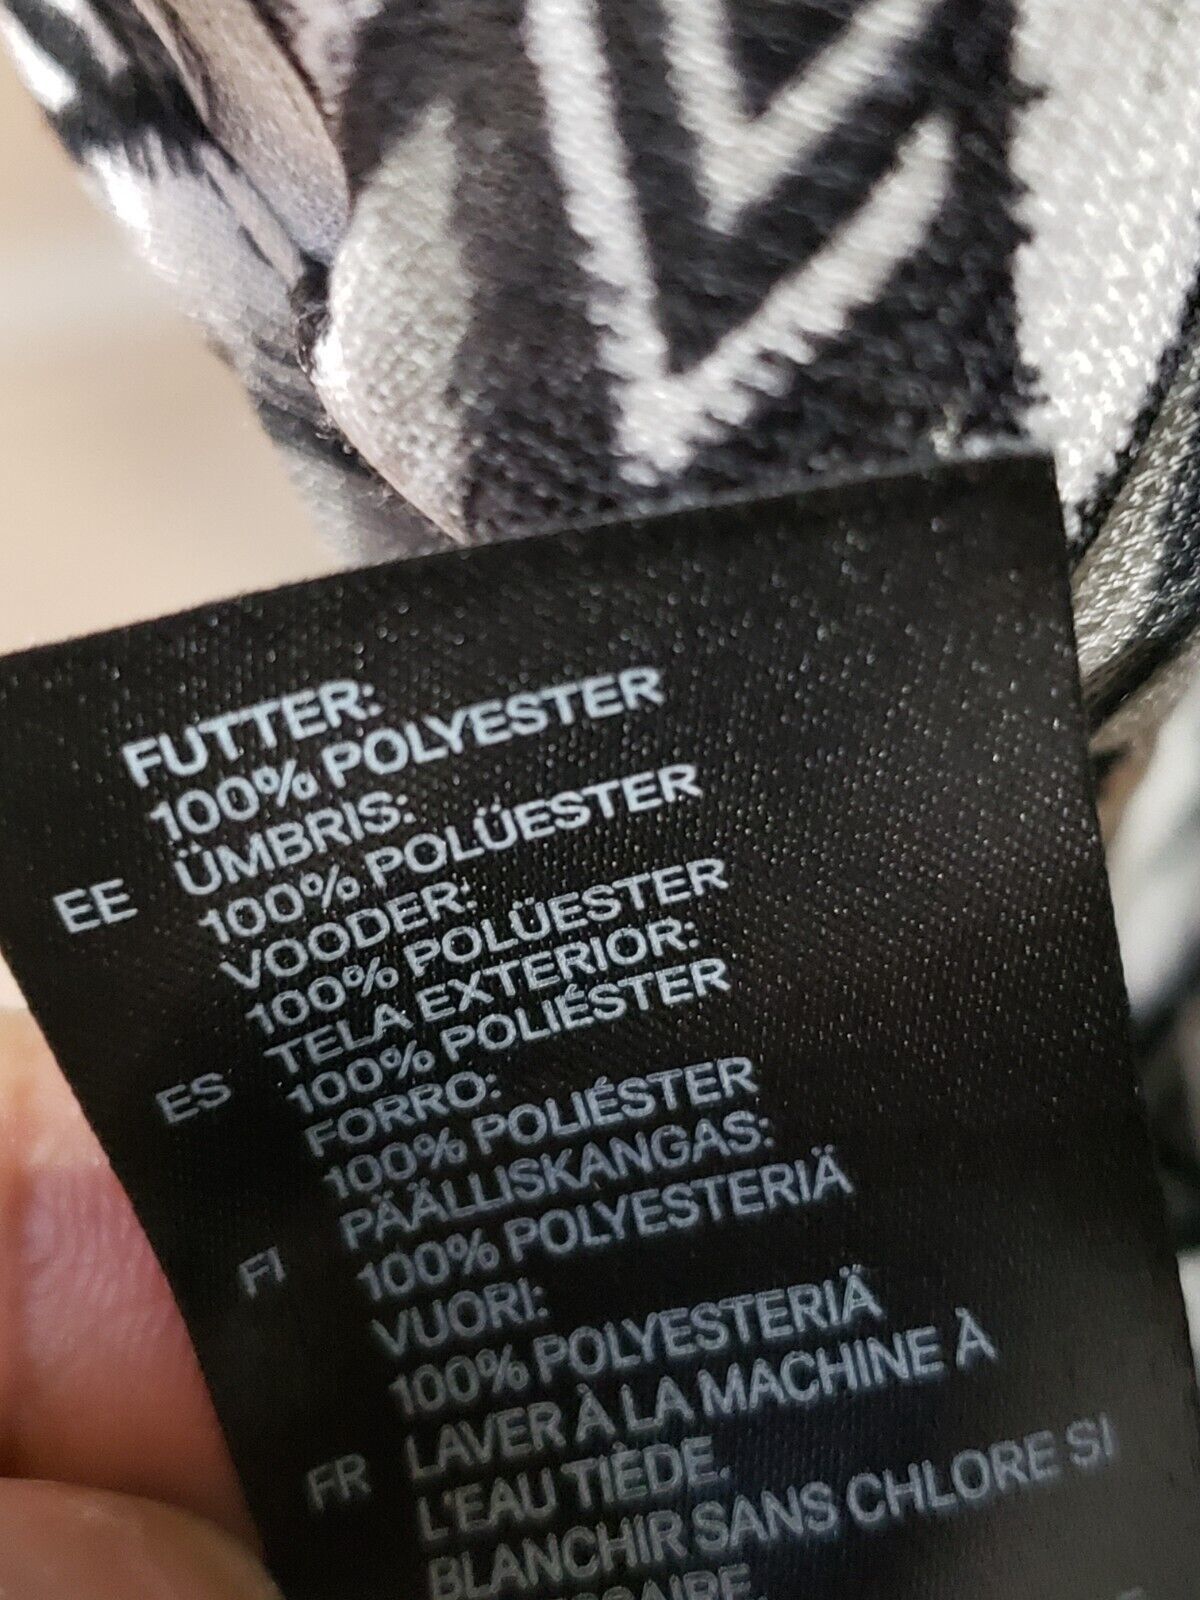 FUTTER:
100% POLYESTER
EE ÜMBRIS:
100% POLÜESTER
VOODER:
100% POLÜESTER
ES TELA EXTERIOR:
100% POLIÉSTER
FORRO:
100% POLIÉSTER
FI PÄÄLLISKANGAS:
100% POLYESTERIÄ
VUORI:
100% POLYESTERIÄ
FR LAVER À LA MACHINE À
L'EAU TIÈDE.
BLANCHIR SANS CHLORE SI